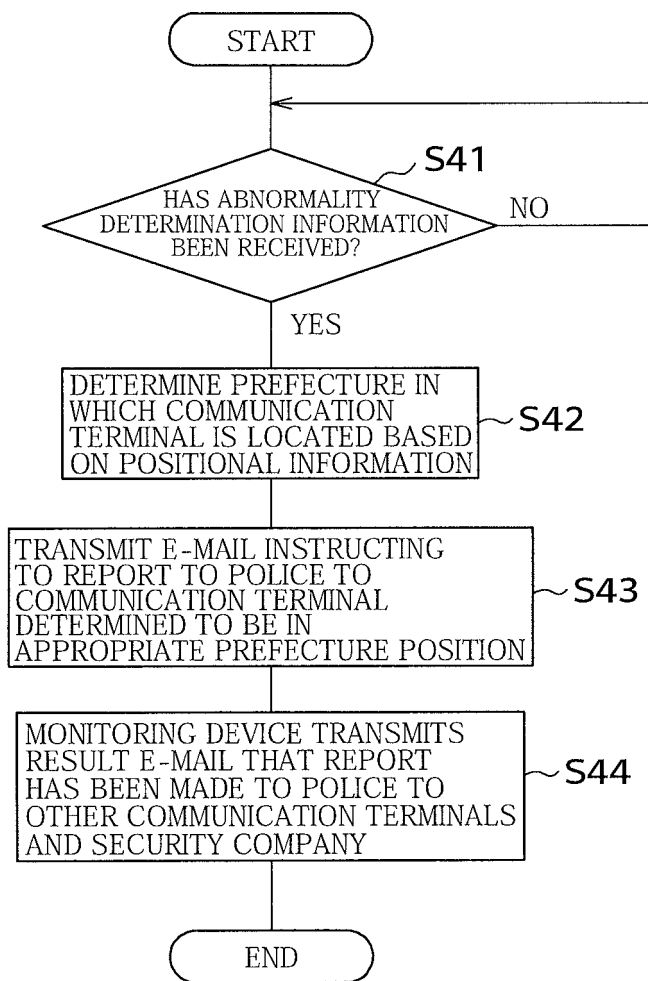 START
S41
HAS ABNORMALITY
DETERMINATION INFORMATION
BEEN RECEIVED?
NO
YES
DETERMINE PREFECTURE IN
WHICH COMMUNICATION
TERMINAL IS LOCATED BASED
ON POSITIONAL INFORMATION
S42
TRANSMIT E-MAIL INSTRUCTING
TO REPORT TO POLICE TO
COMMUNICATION TERMINAL
DETERMINED TO BE IN
APPROPRIATE PREFECTURE POSITION
S43
MONITORING DEVICE TRANSMITS
RESULT E-MAIL THAT REPORT
HAS BEEN MADE TO POLICE TO
OTHER COMMUNICATION TERMINALS
AND SECURITY COMPANY
S44
END